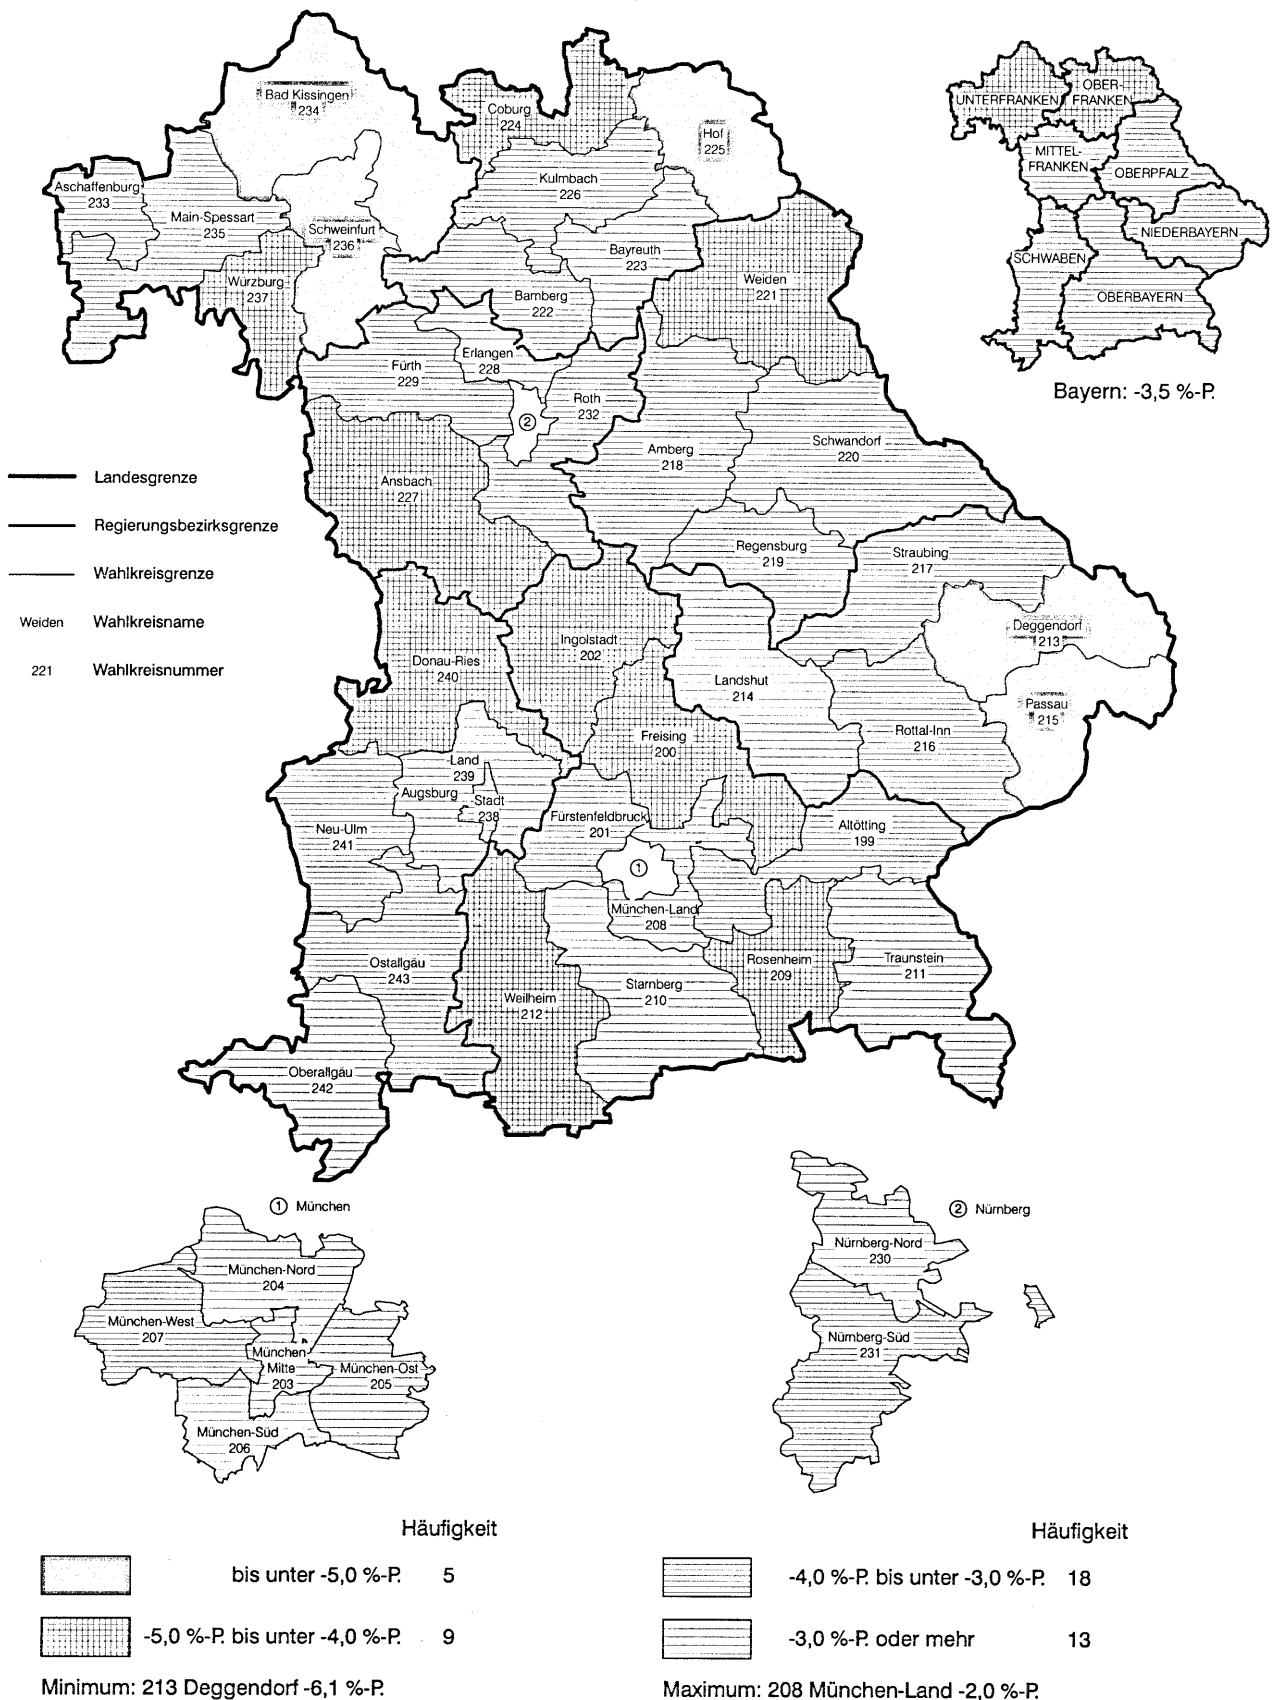 Bad Kissingen
234
Coburg
224
Hof
225
Kulmbach
226
Aschaffenburg
233
Main-Spessart
235
Schweinfurt
236
Bayreuth
223
Würzburg
237
Weiden
221
Bamberg
222
Erlangen
228
Fürth
229
Roth
232
②
Amberg
218
Schwandorf
220
Ansbach
227
Regensburg
219
Straubing
217
Deggendorf
213
Ingolstadt
202
Donau-Ries
240
Landshut
214
Passau
215
Rottal-Inn
216
Freising
200
-Land
239
Augsburg
-Stadt
238
Fürstenfeldbruck
201
Neu-Ulm
241
Altötting
199
①
München-Land
208
Rosenheim
209
Traunstein
211
Ostallgäu
243
Starnberg
210
Weilheim
212
Oberallgäu
242
UNTERFRANKEN
OBER-
FRANKEN
MITTEL
FRANKEN
OBERPFALZ
NIEDERBAYERN
SCHWABEN
OBERBAYERN
Bayern: -3,5 %-P.
Landesgrenze
Regierungsbezirksgrenze
Wahlkreisgrenze
Weiden Wahlkreisname
221 Wahlkreisnummer
① München
München-Nord
204
München-West
207
München
Mitte
203
München-Ost
205
München-Süd
206
② Nürnberg
Nürnberg-Nord
230
Nürnberg-Süd
231
Häufigkeit
bis unter -5,0 %-P. 5
-5,0 %-P. bis unter -4,0 %-P. 9
Minimum: 213 Deggendorf -6,1 %-P.
Häufigkeit
-4,0 %-P. bis unter -3,0 %-P. 18
-3,0 %-P. oder mehr 13
Maximum: 208 München-Land -2,0 %-P.